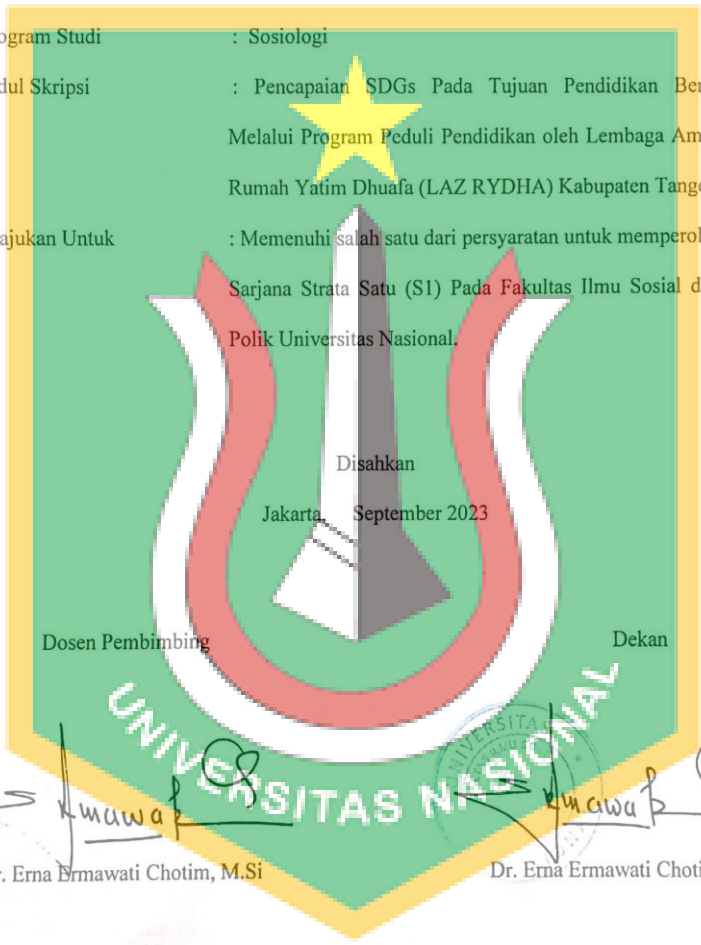 ogram Studi : Sosiologi
dul Skripsi : Pencapaian SDGs Pada Tujuan Pendidikan Ber
Melalui Program Peduli Pendidikan oleh Lembaga Am
Rumah Yatim Dhuafa (LAZ RYDHA) Kabupaten Tange
ajukan Untuk : Memenuhi salah satu dari persyaratan untuk memperol
Sarjana Strata Satu (S1) Pada Fakultas Ilmu Sosial d
Polik Universitas Nasional.
Disahkan
Jakarta, September 2023
Dosen Pembimbing Dekan
UNIVERSITAS NASIONAL
r. Erna Ermawati Chotim, M.Si Dr. Erna Ermawati Choti